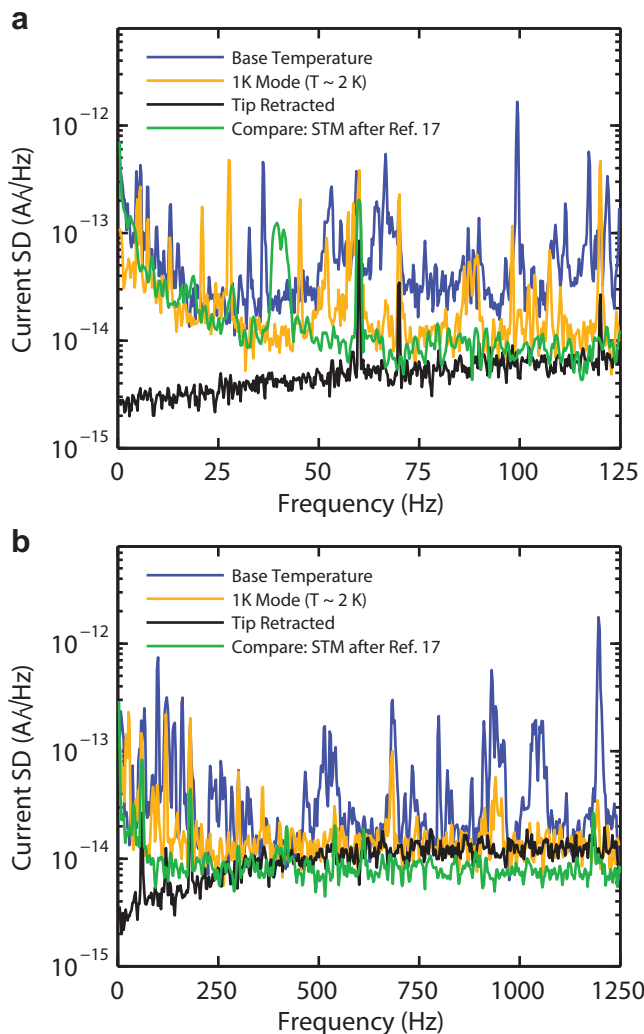 a
Base Temperature
1K Mode (T ~ 2 K)
Tip Retracted
Compare: STM after Ref. 17
10⁻¹²
10⁻¹³
10⁻¹⁴
10⁻¹⁵
Current SD (A/√Hz)
0 25 50 75 100 125
Frequency (Hz)
b
Base Temperature
1K Mode (T ~ 2 K)
Tip Retracted
Compare: STM after Ref. 17
10⁻¹²
10⁻¹³
10⁻¹⁴
10⁻¹⁵
Current SD (A/√Hz)
0 250 500 750 1000 1250
Frequency (Hz)